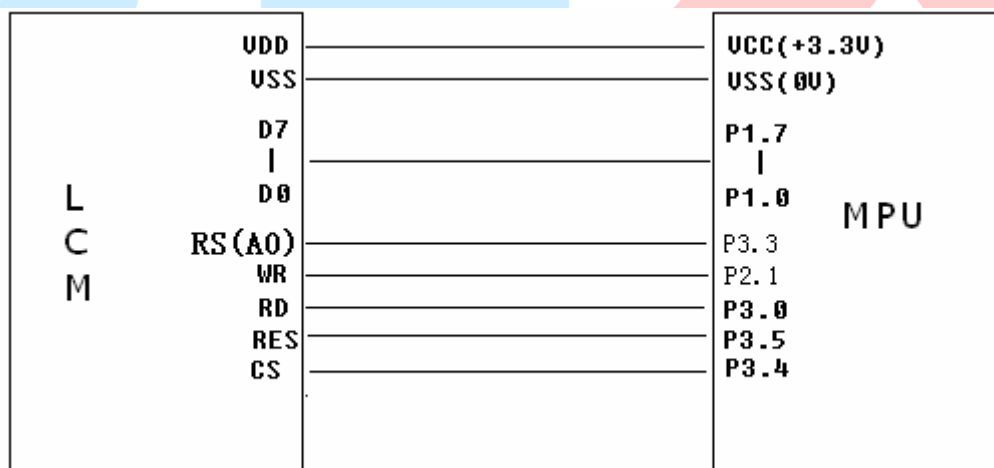 VDD VCC(+3.3V)
VSS VSS(0V)
D7 P1.7
| |
D0 P1.0
L
C
M
MPU
RS(A0) P3.3
WR P2.1
RD P3.0
RES P3.5
CS P3.4